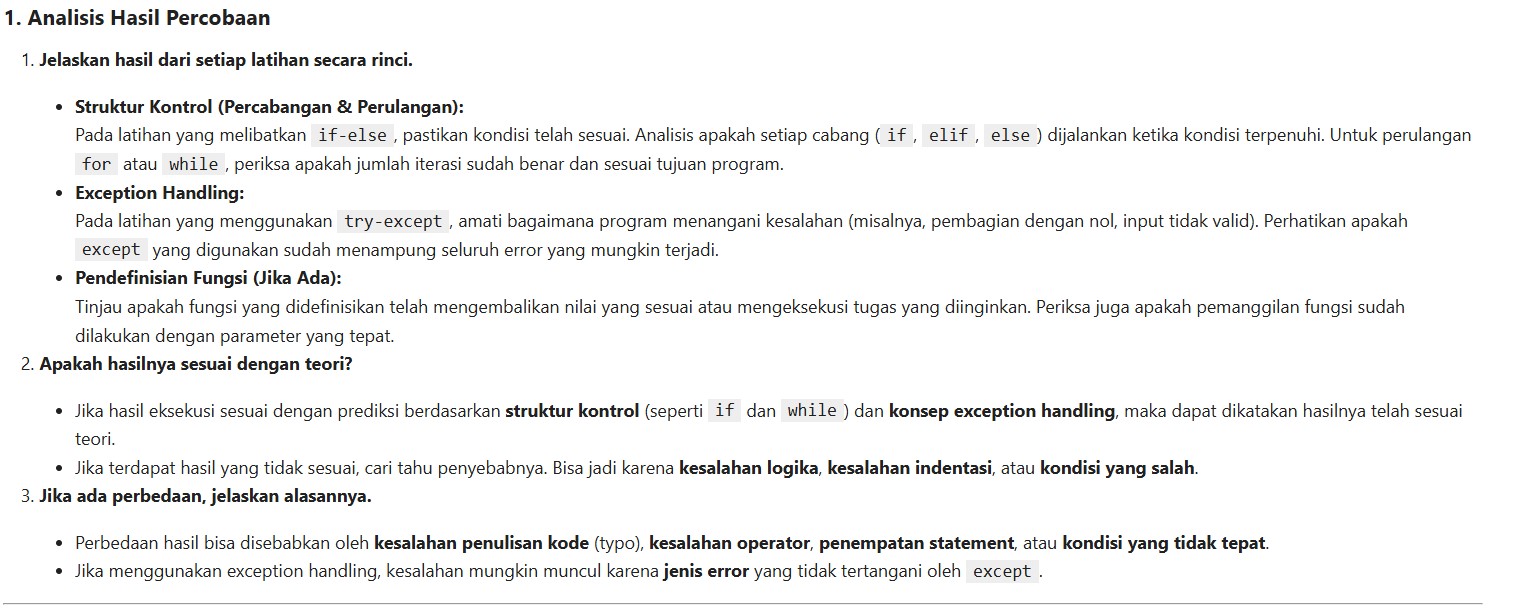 1. Analisis Hasil Percobaan
1. Jelaskan hasil dari setiap latihan secara rinci.
• Struktur Kontrol (Percabangan & Perulangan):
Pada latihan yang melibatkan if-else , pastikan kondisi telah sesuai. Analisis apakah setiap cabang ( if , elif , else ) dijalankan ketika kondisi terpenuhi. Untuk perulangan
for atau while , periksa apakah jumlah iterasi sudah benar dan sesuai tujuan program.
• Exception Handling:
Pada latihan yang menggunakan try-except , amati bagaimana program menangani kesalahan (misalnya, pembagian dengan nol, input tidak valid). Perhatikan apakah
except yang digunakan sudah menampung seluruh error yang mungkin terjadi.
• Pendefinisian Fungsi (Jika Ada):
Tinjau apakah fungsi yang didefinisikan telah mengembalikan nilai yang sesuai atau mengeksekusi tugas yang diinginkan. Periksa juga apakah pemanggilan fungsi sudah
dilakukan dengan parameter yang tepat.
2. Apakah hasilnya sesuai dengan teori?
• Jika hasil eksekusi sesuai dengan prediksi berdasarkan struktur kontrol (seperti if dan while ) dan konsep exception handling, maka dapat dikatakan hasilnya telah sesuai
teori.
• Jika terdapat hasil yang tidak sesuai, cari tahu penyebabnya. Bisa jadi karena kesalahan logika, kesalahan indentasi, atau kondisi yang salah.
3. Jika ada perbedaan, jelaskan alasannya.
• Perbedaan hasil bisa disebabkan oleh kesalahan penulisan kode (typo), kesalahan operator, penempatan statement, atau kondisi yang tidak tepat.
• Jika menggunakan exception handling, kesalahan mungkin muncul karena jenis error yang tidak tertangani oleh except .